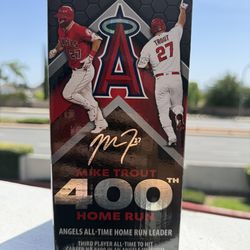 27
TROUT
27
A
MIKE TROUT
400TH
HOME RUN
ANGELS ALL-TIME HOME RUN LEADER
THIRD PLAYER ALL-TIME TO HIT